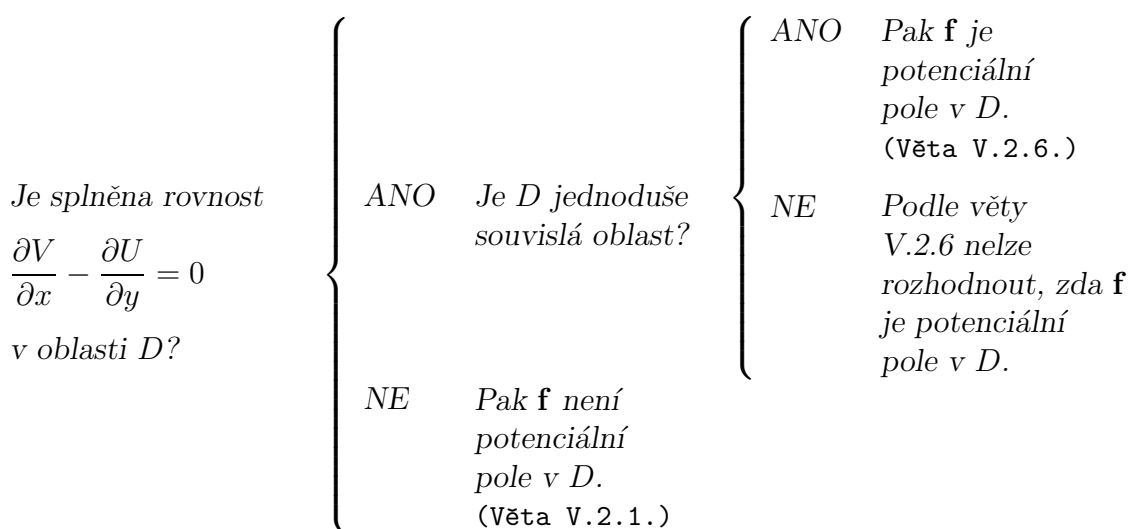 Je splněna rovnost
∂V/∂x − ∂U/∂y = 0
v oblasti D?
ANO
Je D jednoduše
souvislá oblast?
ANO
Pak f je
potenciální
pole v D.
(Věta V.2.6.)
NE
Podle věty
V.2.6 nelze
rozhodnout, zda f
je potenciální
pole v D.
NE
Pak f není
potenciální
pole v D.
(Věta V.2.1.)